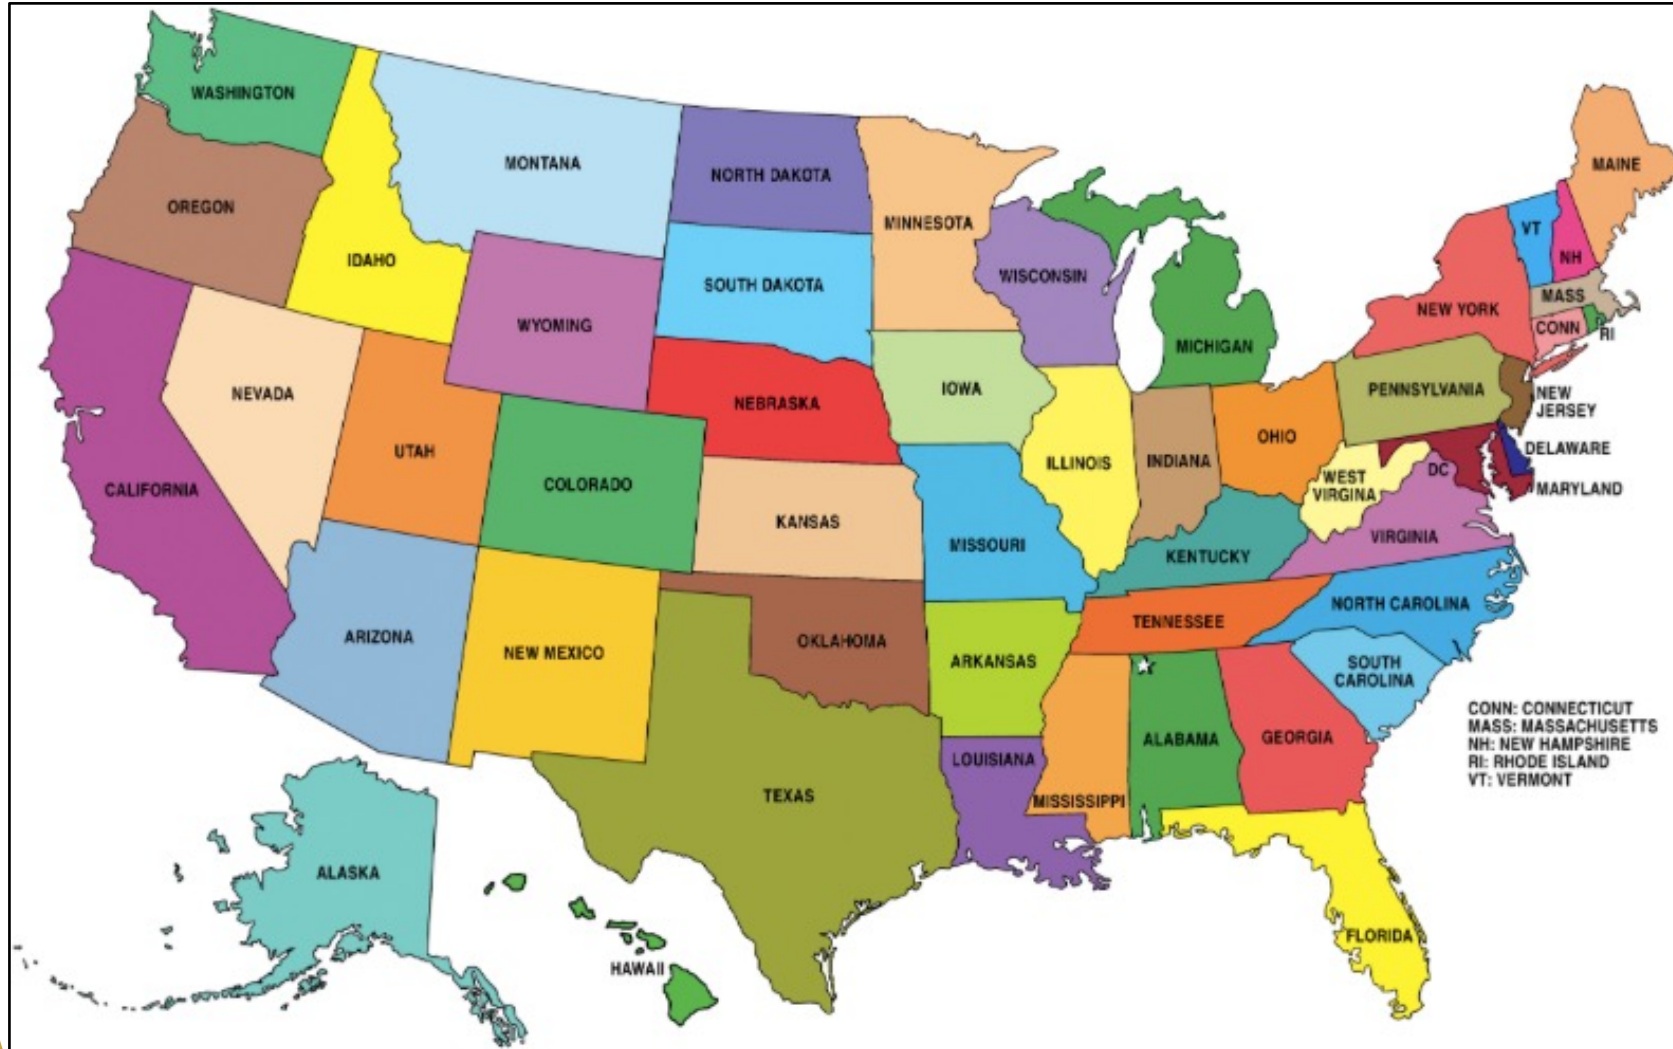 WASHINGTON
MONTANA
NORTH DAKOTA
MINNESOTA
MAINE
OREGON
IDAHO
SOUTH DAKOTA
WISCONSIN
VT
NH
WYOMING
MICHIGAN
NEW YORK
MASS
CONN
RI
NEVADA
NEBRASKA
IOWA
PENNSYLVANIA
NEW
JERSEY
UTAH
COLORADO
ILLINOIS
INDIANA
OHIO
DELAWARE
CALIFORNIA
WEST
VIRGINA
DC
MARYLAND
KANSAS
MISSOURI
KENTUCKY
VIRGINIA
ARIZONA
NEW MEXICO
OKLAHOMA
ARKANSAS
TENNESSEE
NORTH CAROLINA
SOUTH
CAROLINA
TEXAS
LOUISIANA
MISSISSIPPI
ALABAMA
GEORGIA
CONN: CONNECTICUT
MASS: MASSACHUSETTS
NH: NEW HAMPSHIRE
RI: RHODE ISLAND
VT: VERMONT
ALASKA
HAWAII
FLORIDA